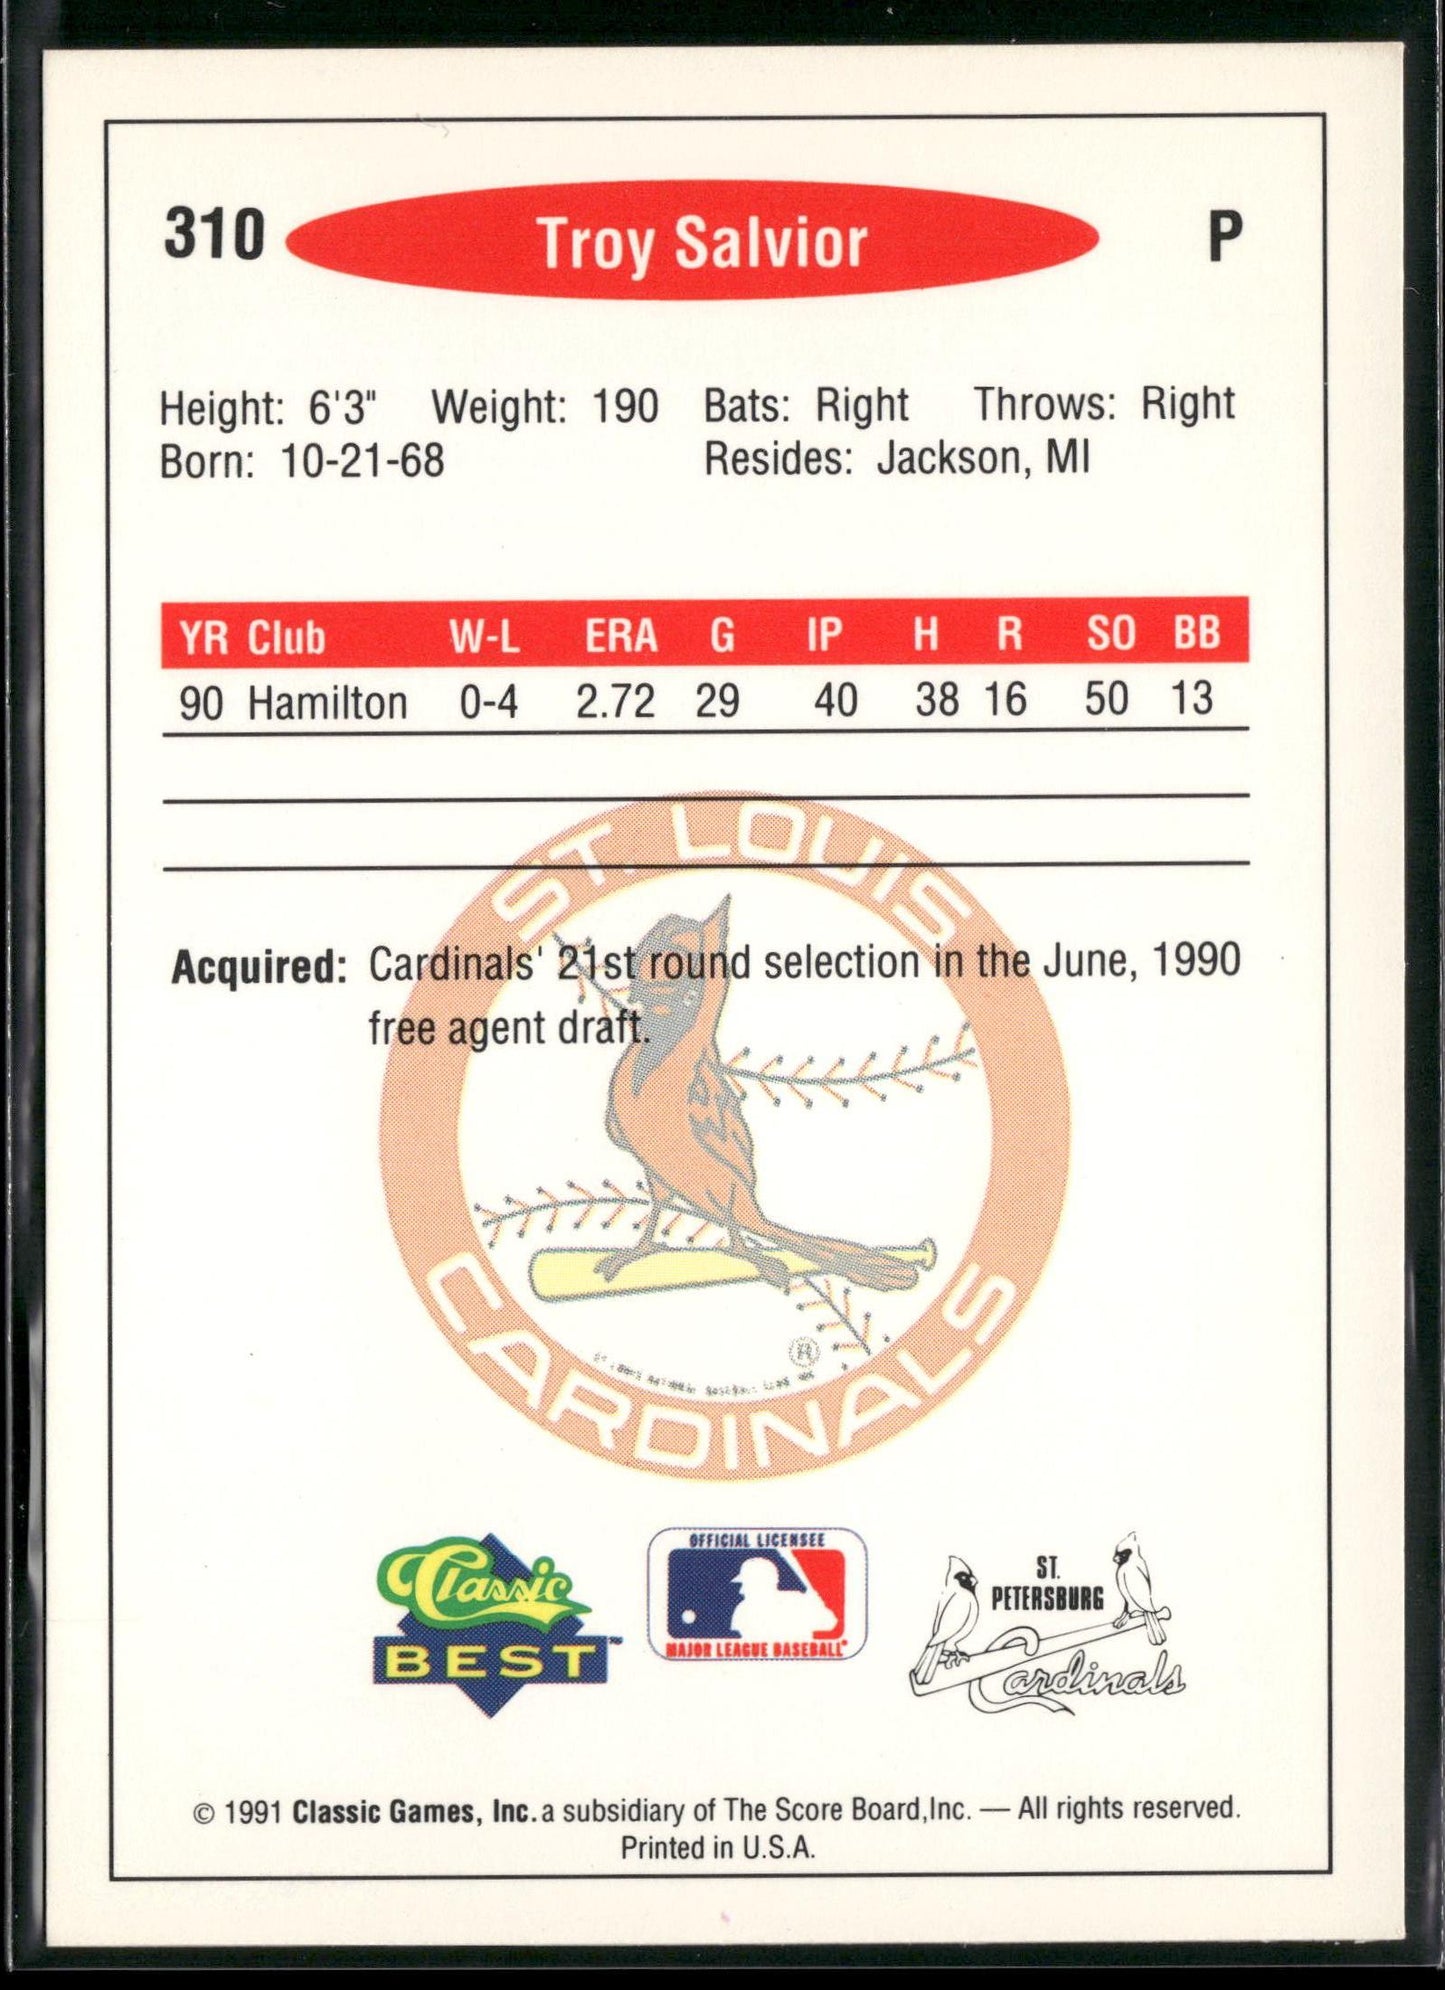 310 Troy Salvior P
Height: 6'3" Weight: 190 Bats: Right Throws: Right
Born: 10-21-68 Resides: Jackson, MI
YR Club W-L ERA G IP H R SO BB
90 Hamilton 0-4 2.72 29 40 38 16 50 13
ST. LOUIS
Acquired: Cardinals' 21st round selection in the June, 1990
free agent draft.
®
CARDINALS
Classic
BEST™
OFFICIAL LICENSEE
MAJOR LEAGUE BASEBALL
ST.
PETERSBURG
Cardinals
© 1991 Classic Games, Inc. a subsidiary of The Score Board,Inc. — All rights reserved.
Printed in U.S.A.